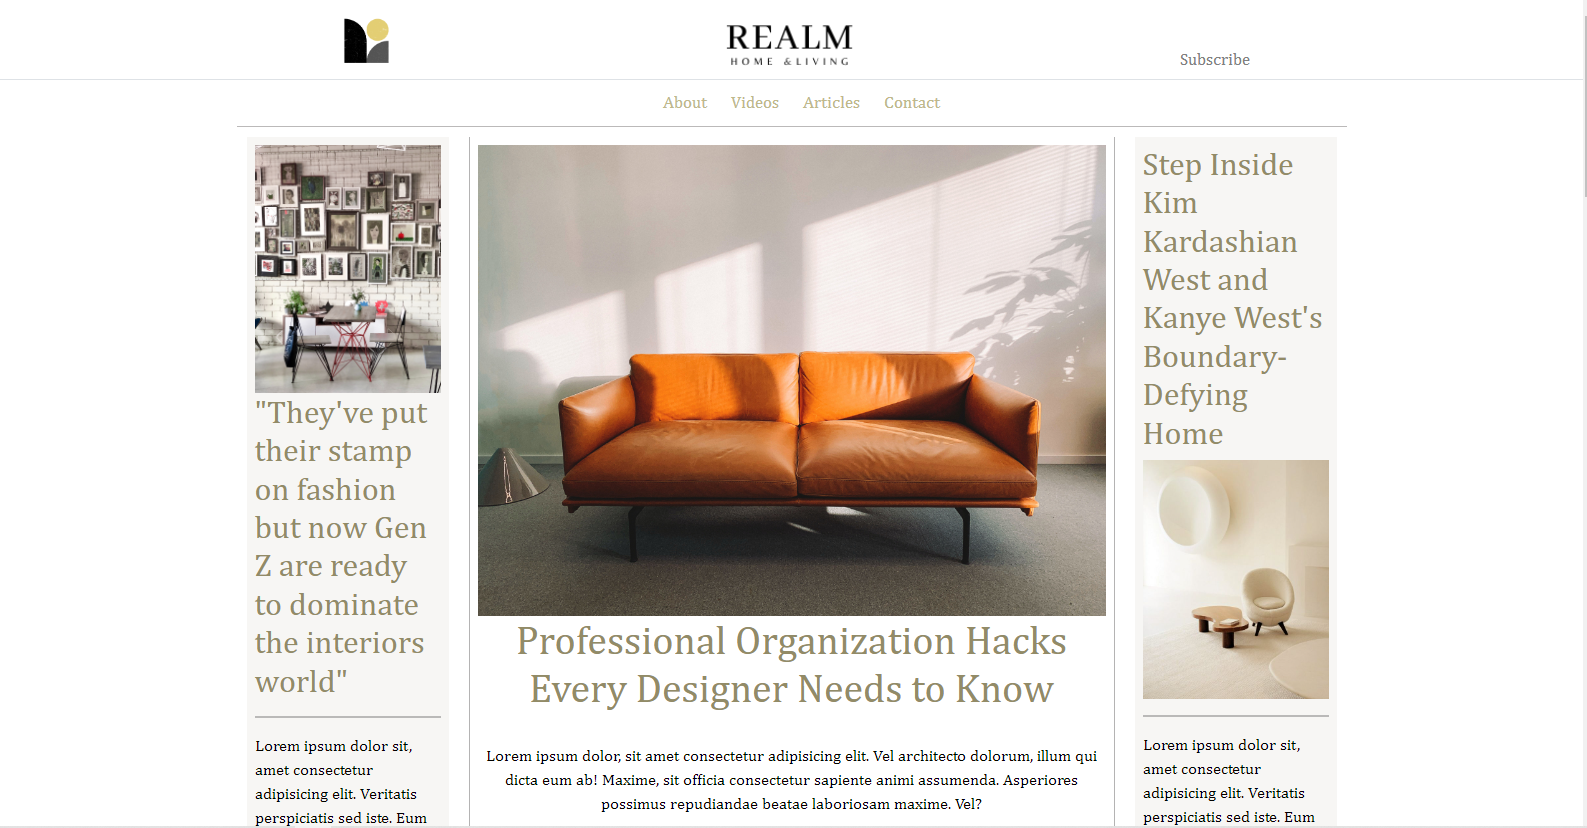 REALM
HOME & LIVING
Subscribe
About Videos Articles Contact
"They've put
their stamp
on fashion
but now Gen
Z are ready
to dominate
the interiors
world"
Lorem ipsum dolor sit,
amet consectetur
adipisicing elit. Veritatis
perspiciatis sed iste. Eum
Professional Organization Hacks
Every Designer Needs to Know
Lorem ipsum dolor, sit amet consectetur adipisicing elit. Vel architecto dolorum, illum qui
dicta eum ab! Maxime, sit officia consectetur sapiente animi assumenda. Asperiores
possimus repudiandae beatae laboriosam maxime. Vel?
Step Inside
Kim
Kardashian
West and
Kanye West's
Boundary-
Defying
Home
Lorem ipsum dolor sit,
amet consectetur
adipisicing elit. Veritatis
perspiciatis sed iste. Eum